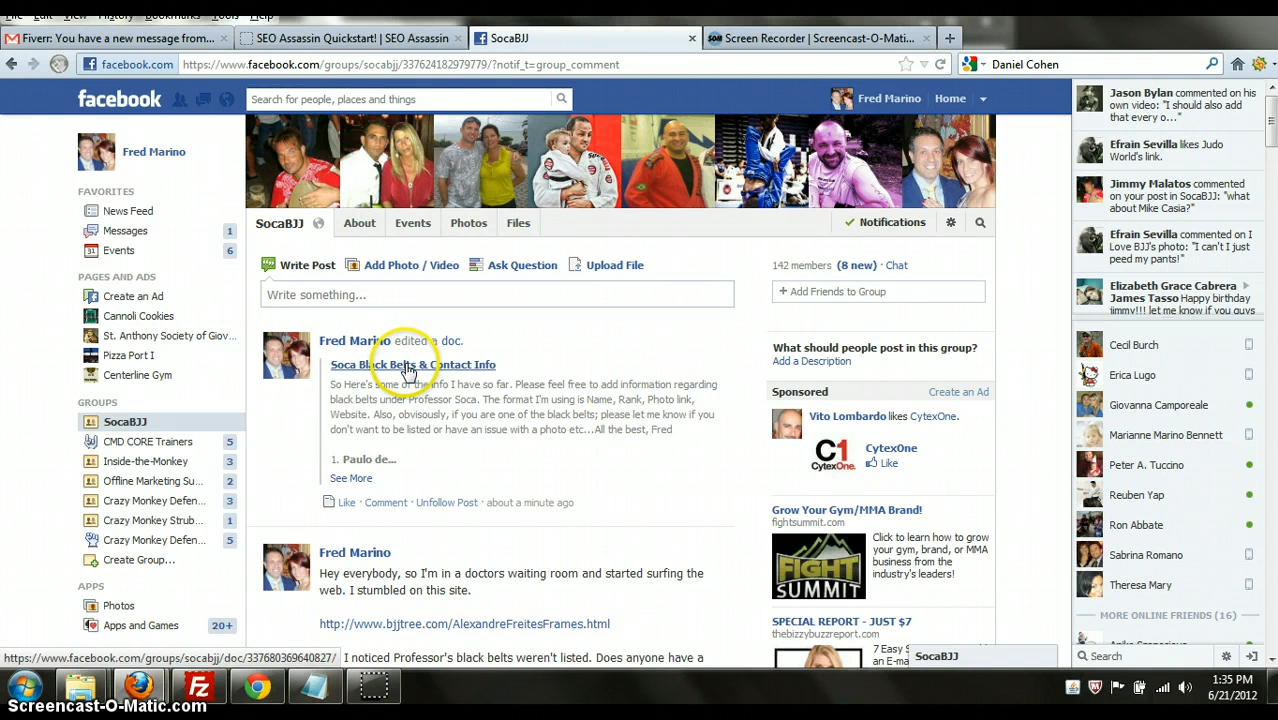 File Edit View History Bookmarks Tools Help
Fiverr: You have a new message from...
SEO Assassin Quickstart! | SEO Assassin
SocaBJJ
Screen Recorder | Screencast-O-Mati...
facebook.com
https://www.facebook.com/groups/socabjj/337624182979779/?notif_t=group_comment
Daniel Cohen
facebook
Search for people, places and things
Fred Marino
Home
Fred Marino
FAVORITES
News Feed
Messages 1
Events 6
PAGES AND ADS
Create an Ad
Cannoli Cookies
St. Anthony Society of Giov...
Pizza Port I
Centerline Gym
GROUPS
SocaBJJ
CMD CORE Trainers 5
Inside-the-Monkey 3
Offline Marketing Su... 2
Crazy Monkey Defen... 3
Crazy Monkey Strub... 1
Crazy Monkey Defen... 5
Create Group...
APPS
Photos
Apps and Games 20+
SocaBJJ
About
Events
Photos
Files
Notifications
Write Post
Add Photo / Video
Ask Question
Upload File
Write something...
Fred Marino edited a doc.
Soca Black Belts & Contact Info
So Here's some of the info I have so far. Please feel free to add information regarding
black belts under Professor Soca. The format I'm using is Name, Rank, Photo link,
Website. Also, obviously, if you are one of the black belts; please let me know if you
don't want to be listed or have an issue with a photo etc...All the best, Fred
1. Paulo de...
See More
Like · Comment · Unfollow Post · about a minute ago
Fred Marino
Hey everybody, so I'm in a doctors waiting room and started surfing the
web. I stumbled on this site.
http://www.bjjtree.com/AlexandreFreitesFrames.html
I noticed Professor's black belts weren't listed. Does anyone have a
142 members (8 new) · Chat
+ Add Friends to Group
What should people post in this group?
Add a Description
Sponsored
Create an Ad
Vito Lombardo likes CytexOne.
C1
CytexOne.
CytexOne
Like
Grow Your Gym/MMA Brand!
fightsummit.com
FIGHT
SUMMIT
Click to learn how to
grow your gym, brand, or MMA
business from the
industry's leaders!
SPECIAL REPORT - JUST $7
thebizzybuzzreport.com
7 Easy
an E-ma
SocaBJJ
Jason Bylan
commented on his
own video: "I should also add
that every o..."
Efrain Sevilla likes Judo
World's link.
Jimmy Malatos
commented
on your post in SocaBJJ: "what
about Mike Casia?"
Efrain Sevilla commented on I
Love BJJ's photo: "I can't I just
peed my pants!"
Elizabeth Grace Cabrera
James Tasso Happy birthday
jimmy!! let me know if you guys
Cecil Burch
Erica Lugo
Giovanna Camporeale
Marianne Marino Bennett
Peter A. Tuccino
Reuben Yap
Ron Abbate
Sabrina Romano
Theresa Mary
MORE ONLINE FRIENDS (16)
Search
https://www.facebook.com/groups/socabjj/doc/337680369640827/
1:35 PM
6/21/2012
Screencast-O-Matic.com